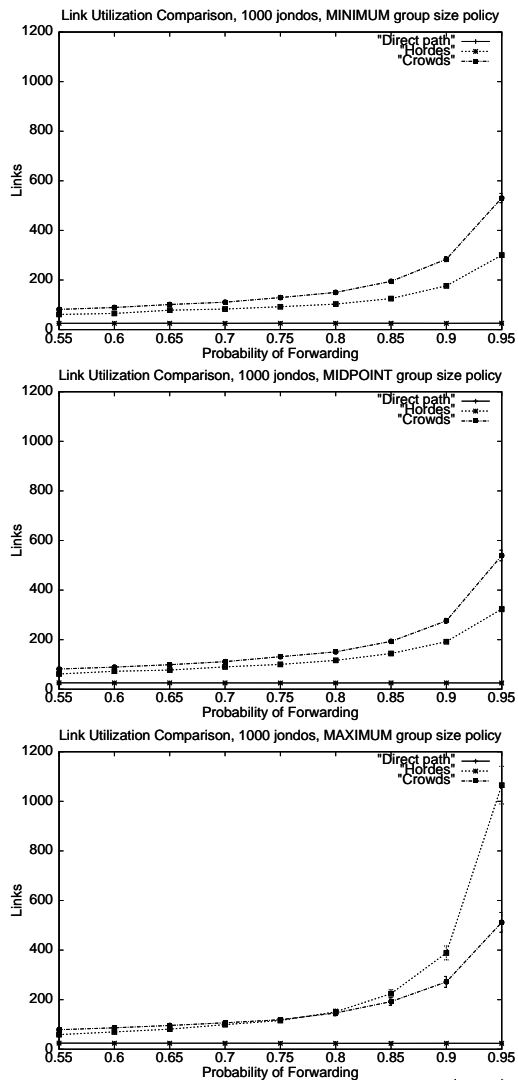 Link Utilization Comparison, 1000 jondos, MINIMUM group size policy
1200
"Direct path"
"Hordes"
"Crowds"
1000
800
Links
600
400
200
0
0.55 0.6 0.65 0.7 0.75 0.8 0.85 0.9 0.95
Probability of Forwarding
Link Utilization Comparison, 1000 jondos, MIDPOINT group size policy
1200
"Direct path"
"Hordes"
"Crowds"
1000
800
Links
600
400
200
0
0.55 0.6 0.65 0.7 0.75 0.8 0.85 0.9 0.95
Probability of Forwarding
Link Utilization Comparison, 1000 jondos, MAXIMUM group size policy
1200
"Direct path"
"Hordes"
"Crowds"
1000
800
Links
600
400
200
0
0.55 0.6 0.65 0.7 0.75 0.8 0.85 0.9 0.95
Probability of Forwarding